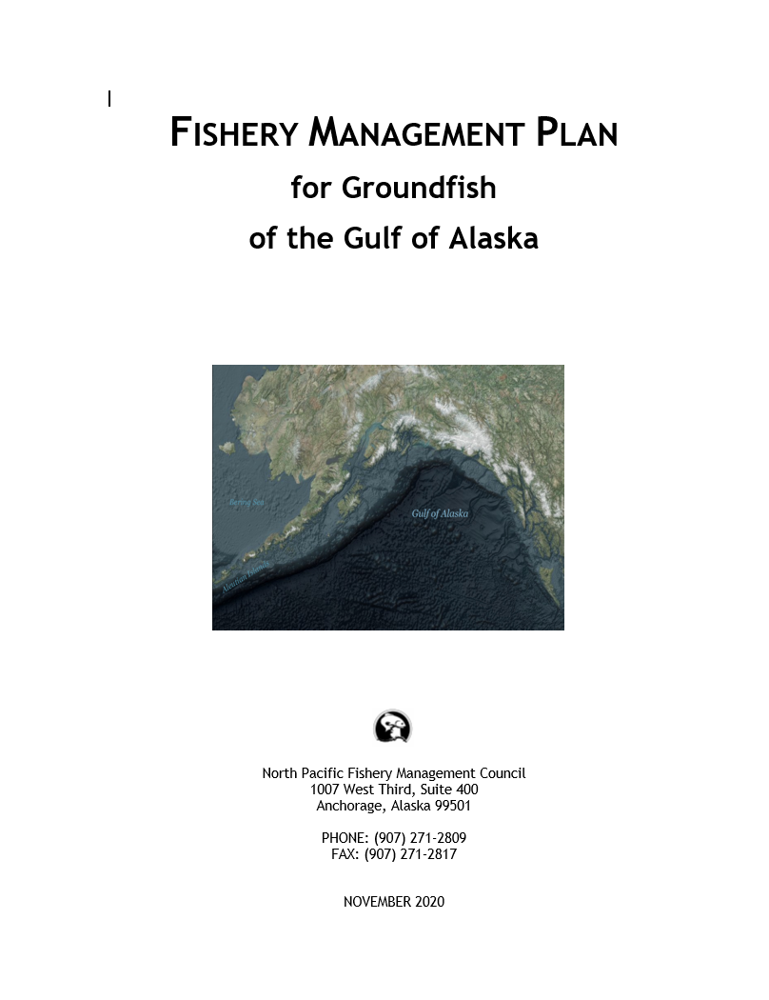 FISHERY MANAGEMENT PLAN
for Groundfish
of the Gulf of Alaska
Bering Sea
Gulf of Alaska
Aleutian Islands
North Pacific Fishery Management Council
1007 West Third, Suite 400
Anchorage, Alaska 99501
PHONE: (907) 271-2809
FAX: (907) 271-2817
NOVEMBER 2020